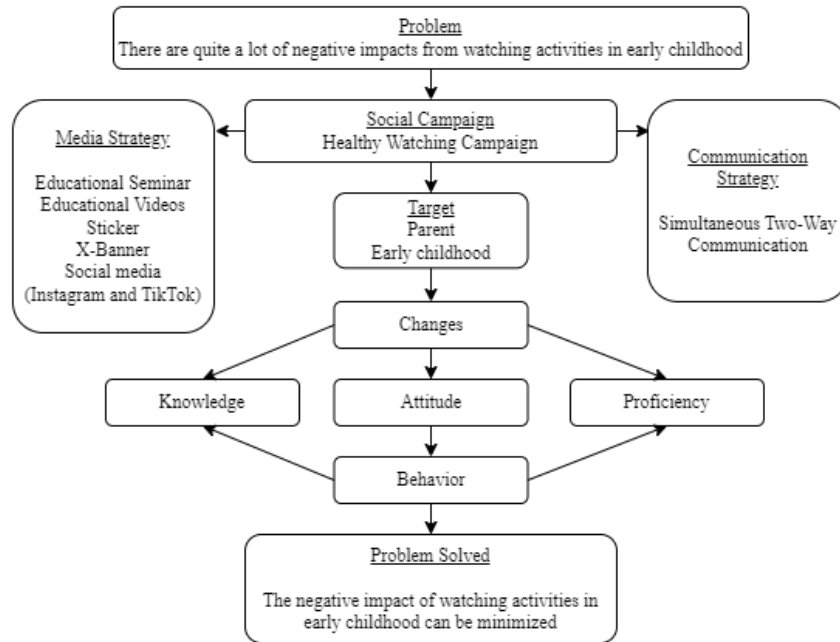 Problem
There are quite a lot of negative impacts from watching activities in early childhood
Social Campaign
Healthy Watching Campaign
Media Strategy
Educational Seminar
Educational Videos
Sticker
X-Banner
Social media
(Instagram and TikTok)
Communication
Strategy
Simultaneous Two-Way
Communication
Target
Parent
Early childhood
Changes
Knowledge
Attitude
Proficiency
Behavior
Problem Solved
The negative impact of watching activities in
early childhood can be minimized